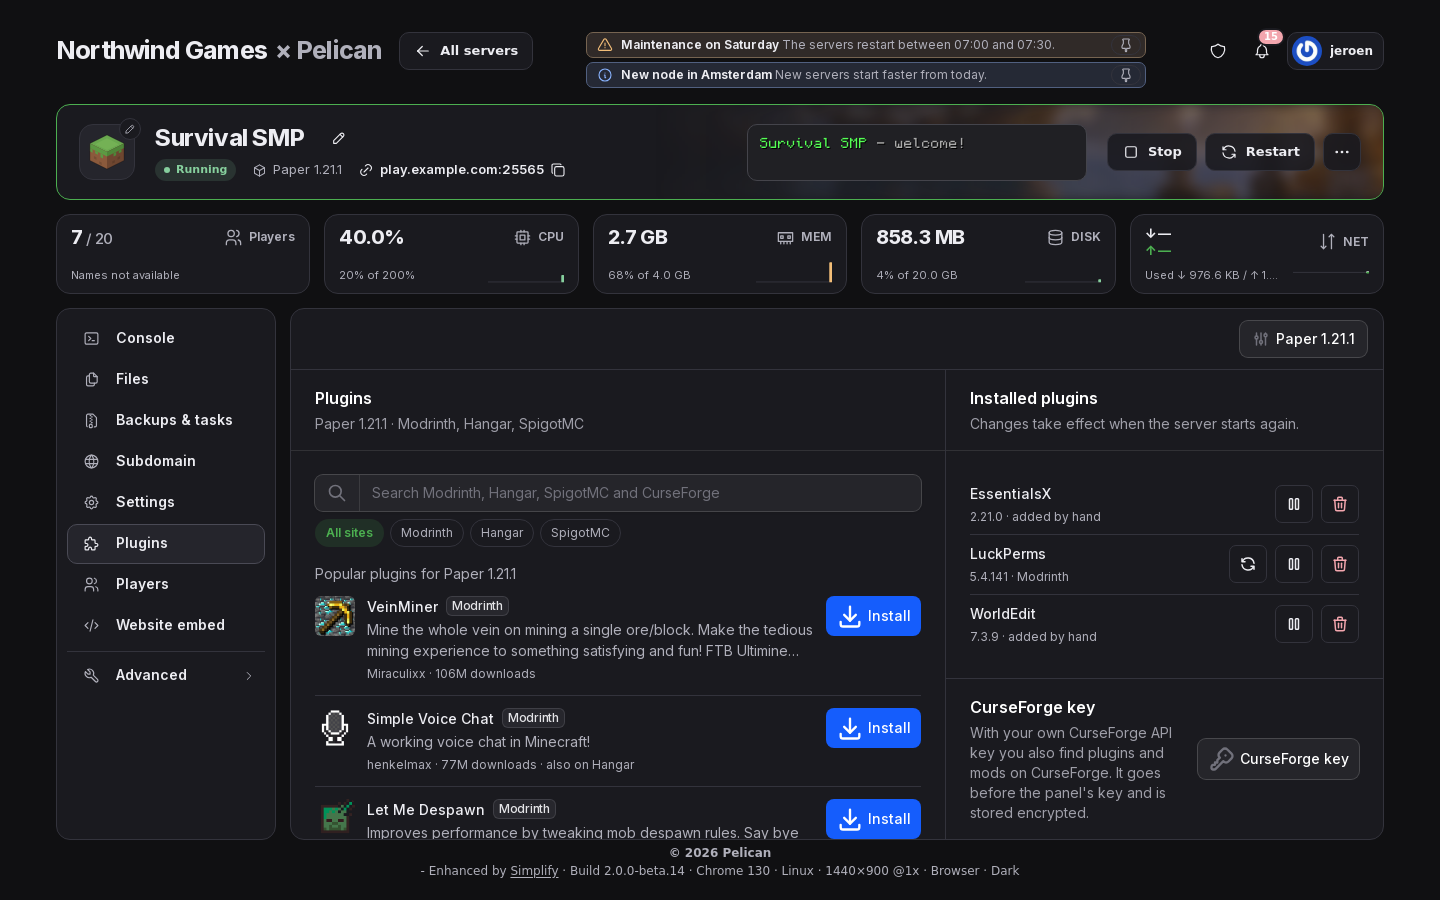 Northwind Games × Pelican
All servers
Maintenance on Saturday The servers restart between 07:00 and 07:30.
New node in Amsterdam New servers start faster from today.
15
jeroen
Survival SMP
Running
Paper 1.21.1
play.example.com:25565
Survival SMP – welcome!
Stop
Restart
7 / 20
Players
Names not available
40.0%
CPU
20% of 200%
2.7 GB
MEM
68% of 4.0 GB
858.3 MB
DISK
4% of 20.0 GB
↓—
↑—
NET
Used ↓ 976.6 KB / ↑ 1....
Console
Files
Backups & tasks
Subdomain
Settings
Plugins
Players
Website embed
Advanced
Paper 1.21.1
Plugins
Paper 1.21.1 · Modrinth, Hangar, SpigotMC
Search Modrinth, Hangar, SpigotMC and CurseForge
All sites
Modrinth
Hangar
SpigotMC
Popular plugins for Paper 1.21.1
VeinMiner Modrinth
Mine the whole vein on mining a single ore/block. Make the tedious
mining experience to something satisfying and fun! FTB Ultimine...
Miraculixx · 106M downloads
Install
Simple Voice Chat Modrinth
A working voice chat in Minecraft!
henkelmax · 77M downloads · also on Hangar
Install
Let Me Despawn Modrinth
Improves performance by tweaking mob despawn rules. Say bye
Install
Installed plugins
Changes take effect when the server starts again.
EssentialsX
2.21.0 · added by hand
LuckPerms
5.4.141 · Modrinth
WorldEdit
7.3.9 · added by hand
CurseForge key
With your own CurseForge API
key you also find plugins and
mods on CurseForge. It goes
before the panel's key and is
stored encrypted.
CurseForge key
© 2026 Pelican
- Enhanced by Simplify · Build 2.0.0-beta.14 · Chrome 130 · Linux · 1440×900 @1x · Browser · Dark